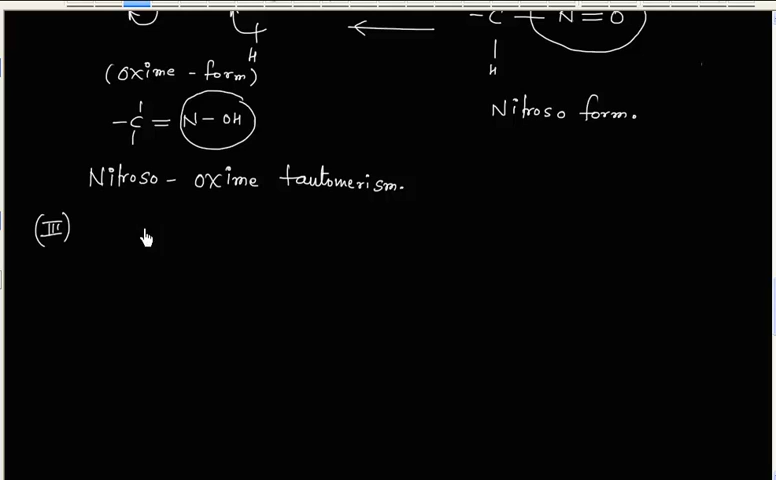 - C - N = O
H
H
(oxime - form)
Nitroso form.
- C = N - OH
Nitroso - oxime tautomerism.
(III)